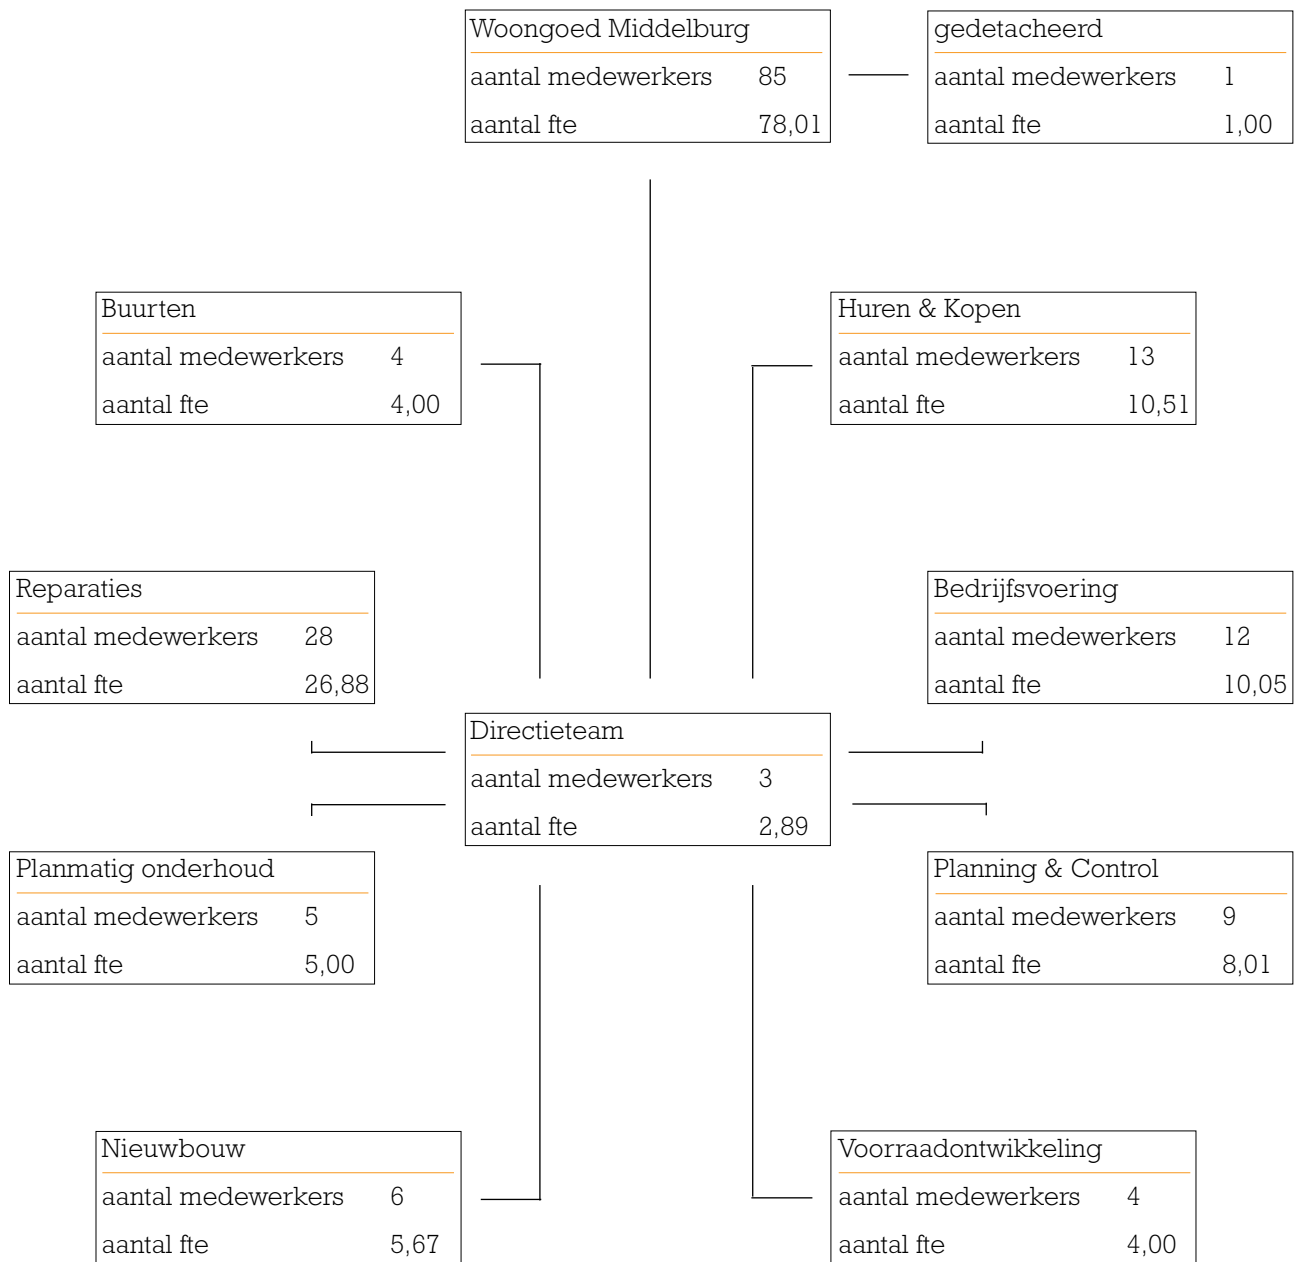 Woongoed Middelburg
aantal medewerkers 85
aantal fte 78,01
gedetacheerd
aantal medewerkers 1
aantal fte 1,00
Buurten
aantal medewerkers 4
aantal fte 4,00
Huren & Kopen
aantal medewerkers 13
aantal fte 10,51
Reparaties
aantal medewerkers 28
aantal fte 26,88
Bedrijfsvoering
aantal medewerkers 12
aantal fte 10,05
Directieteam
aantal medewerkers 3
aantal fte 2,89
Planmatig onderhoud
aantal medewerkers 5
aantal fte 5,00
Planning & Control
aantal medewerkers 9
aantal fte 8,01
Nieuwbouw
aantal medewerkers 6
aantal fte 5,67
Voorraadontwikkeling
aantal medewerkers 4
aantal fte 4,00